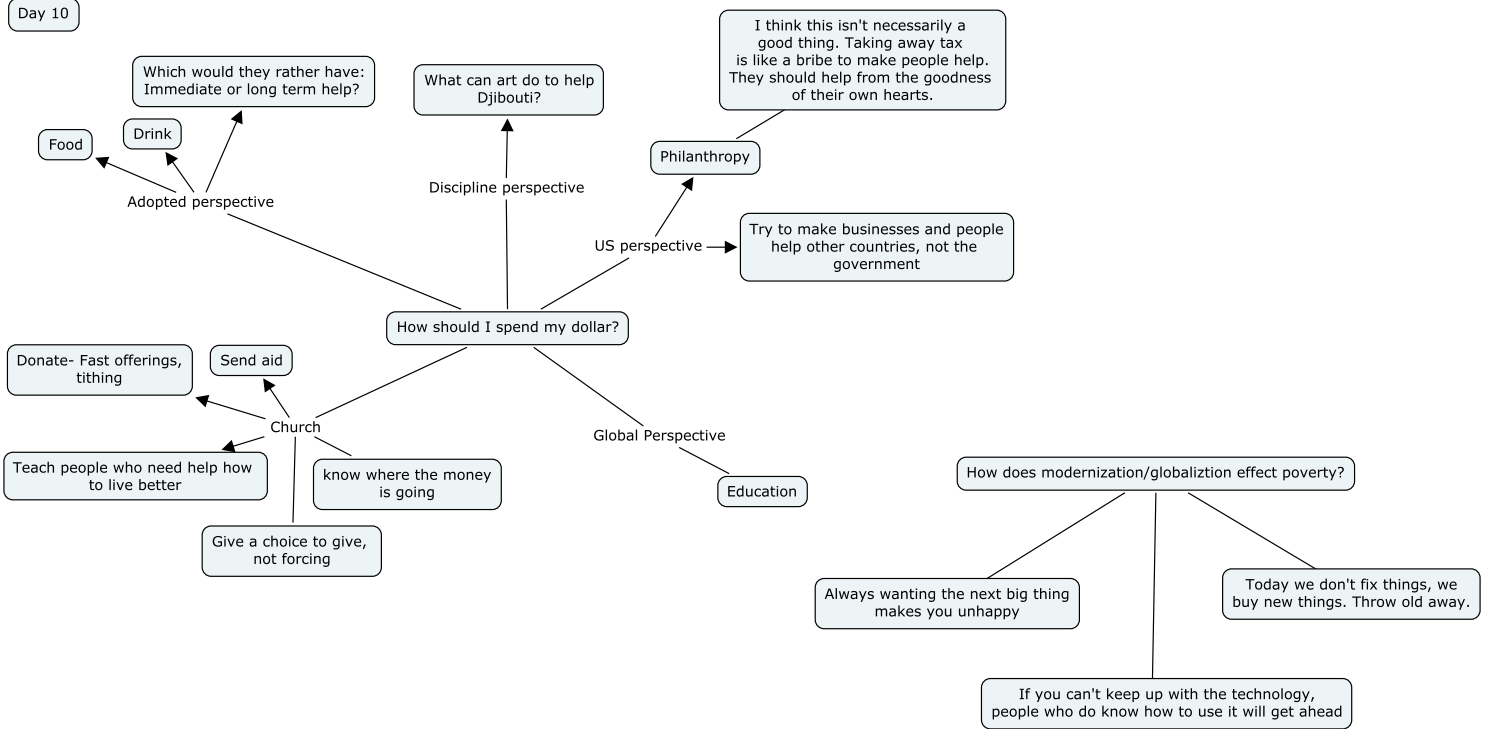 Day 10
I think this isn't necessarily a
good thing. Taking away tax
is like a bribe to make people help.
They should help from the goodness
of their own hearts.
Which would they rather have:
Immediate or long term help?
What can art do to help
Djibouti?
Drink
Food
Philanthropy
Discipline perspective
Adopted perspective
US perspective
Try to make businesses and people
help other countries, not the
government
How should I spend my dollar?
Donate- Fast offerings,
tithing
Send aid
Church
Global Perspective
Teach people who need help how
to live better
know where the money
is going
Education
Give a choice to give,
not forcing
How does modernization/globaliztion effect poverty?
Always wanting the next big thing
makes you unhappy
Today we don't fix things, we
buy new things. Throw old away.
If you can't keep up with the technology,
people who do know how to use it will get ahead